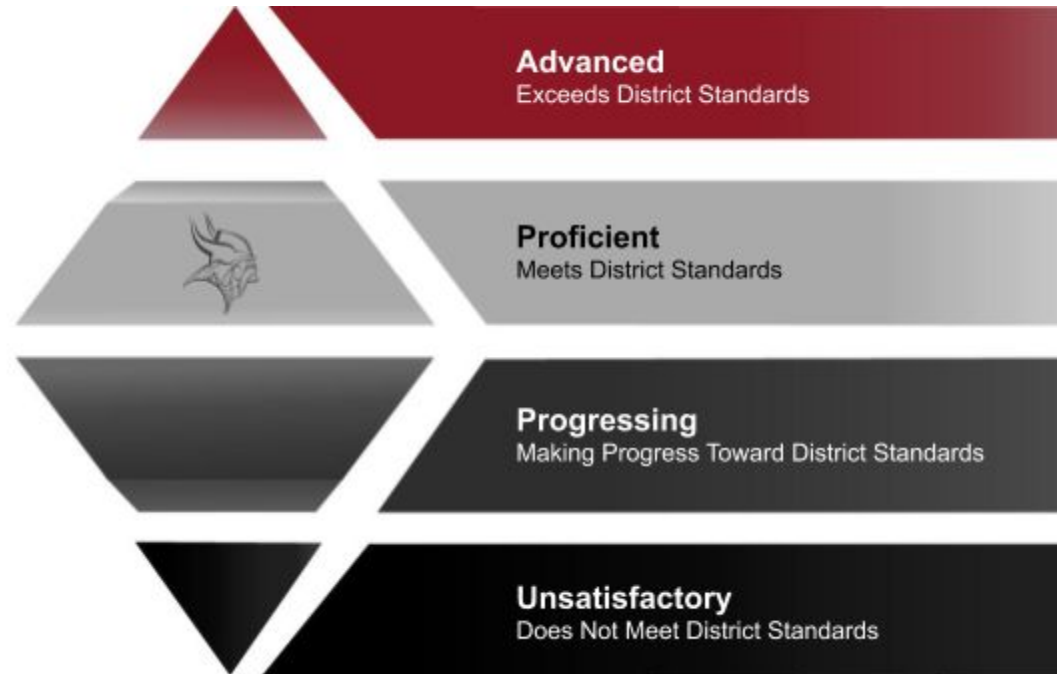 Advanced
Exceeds District Standards
Proficient
Meets District Standards
Progressing
Making Progress Toward District Standards
Unsatisfactory
Does Not Meet District Standards